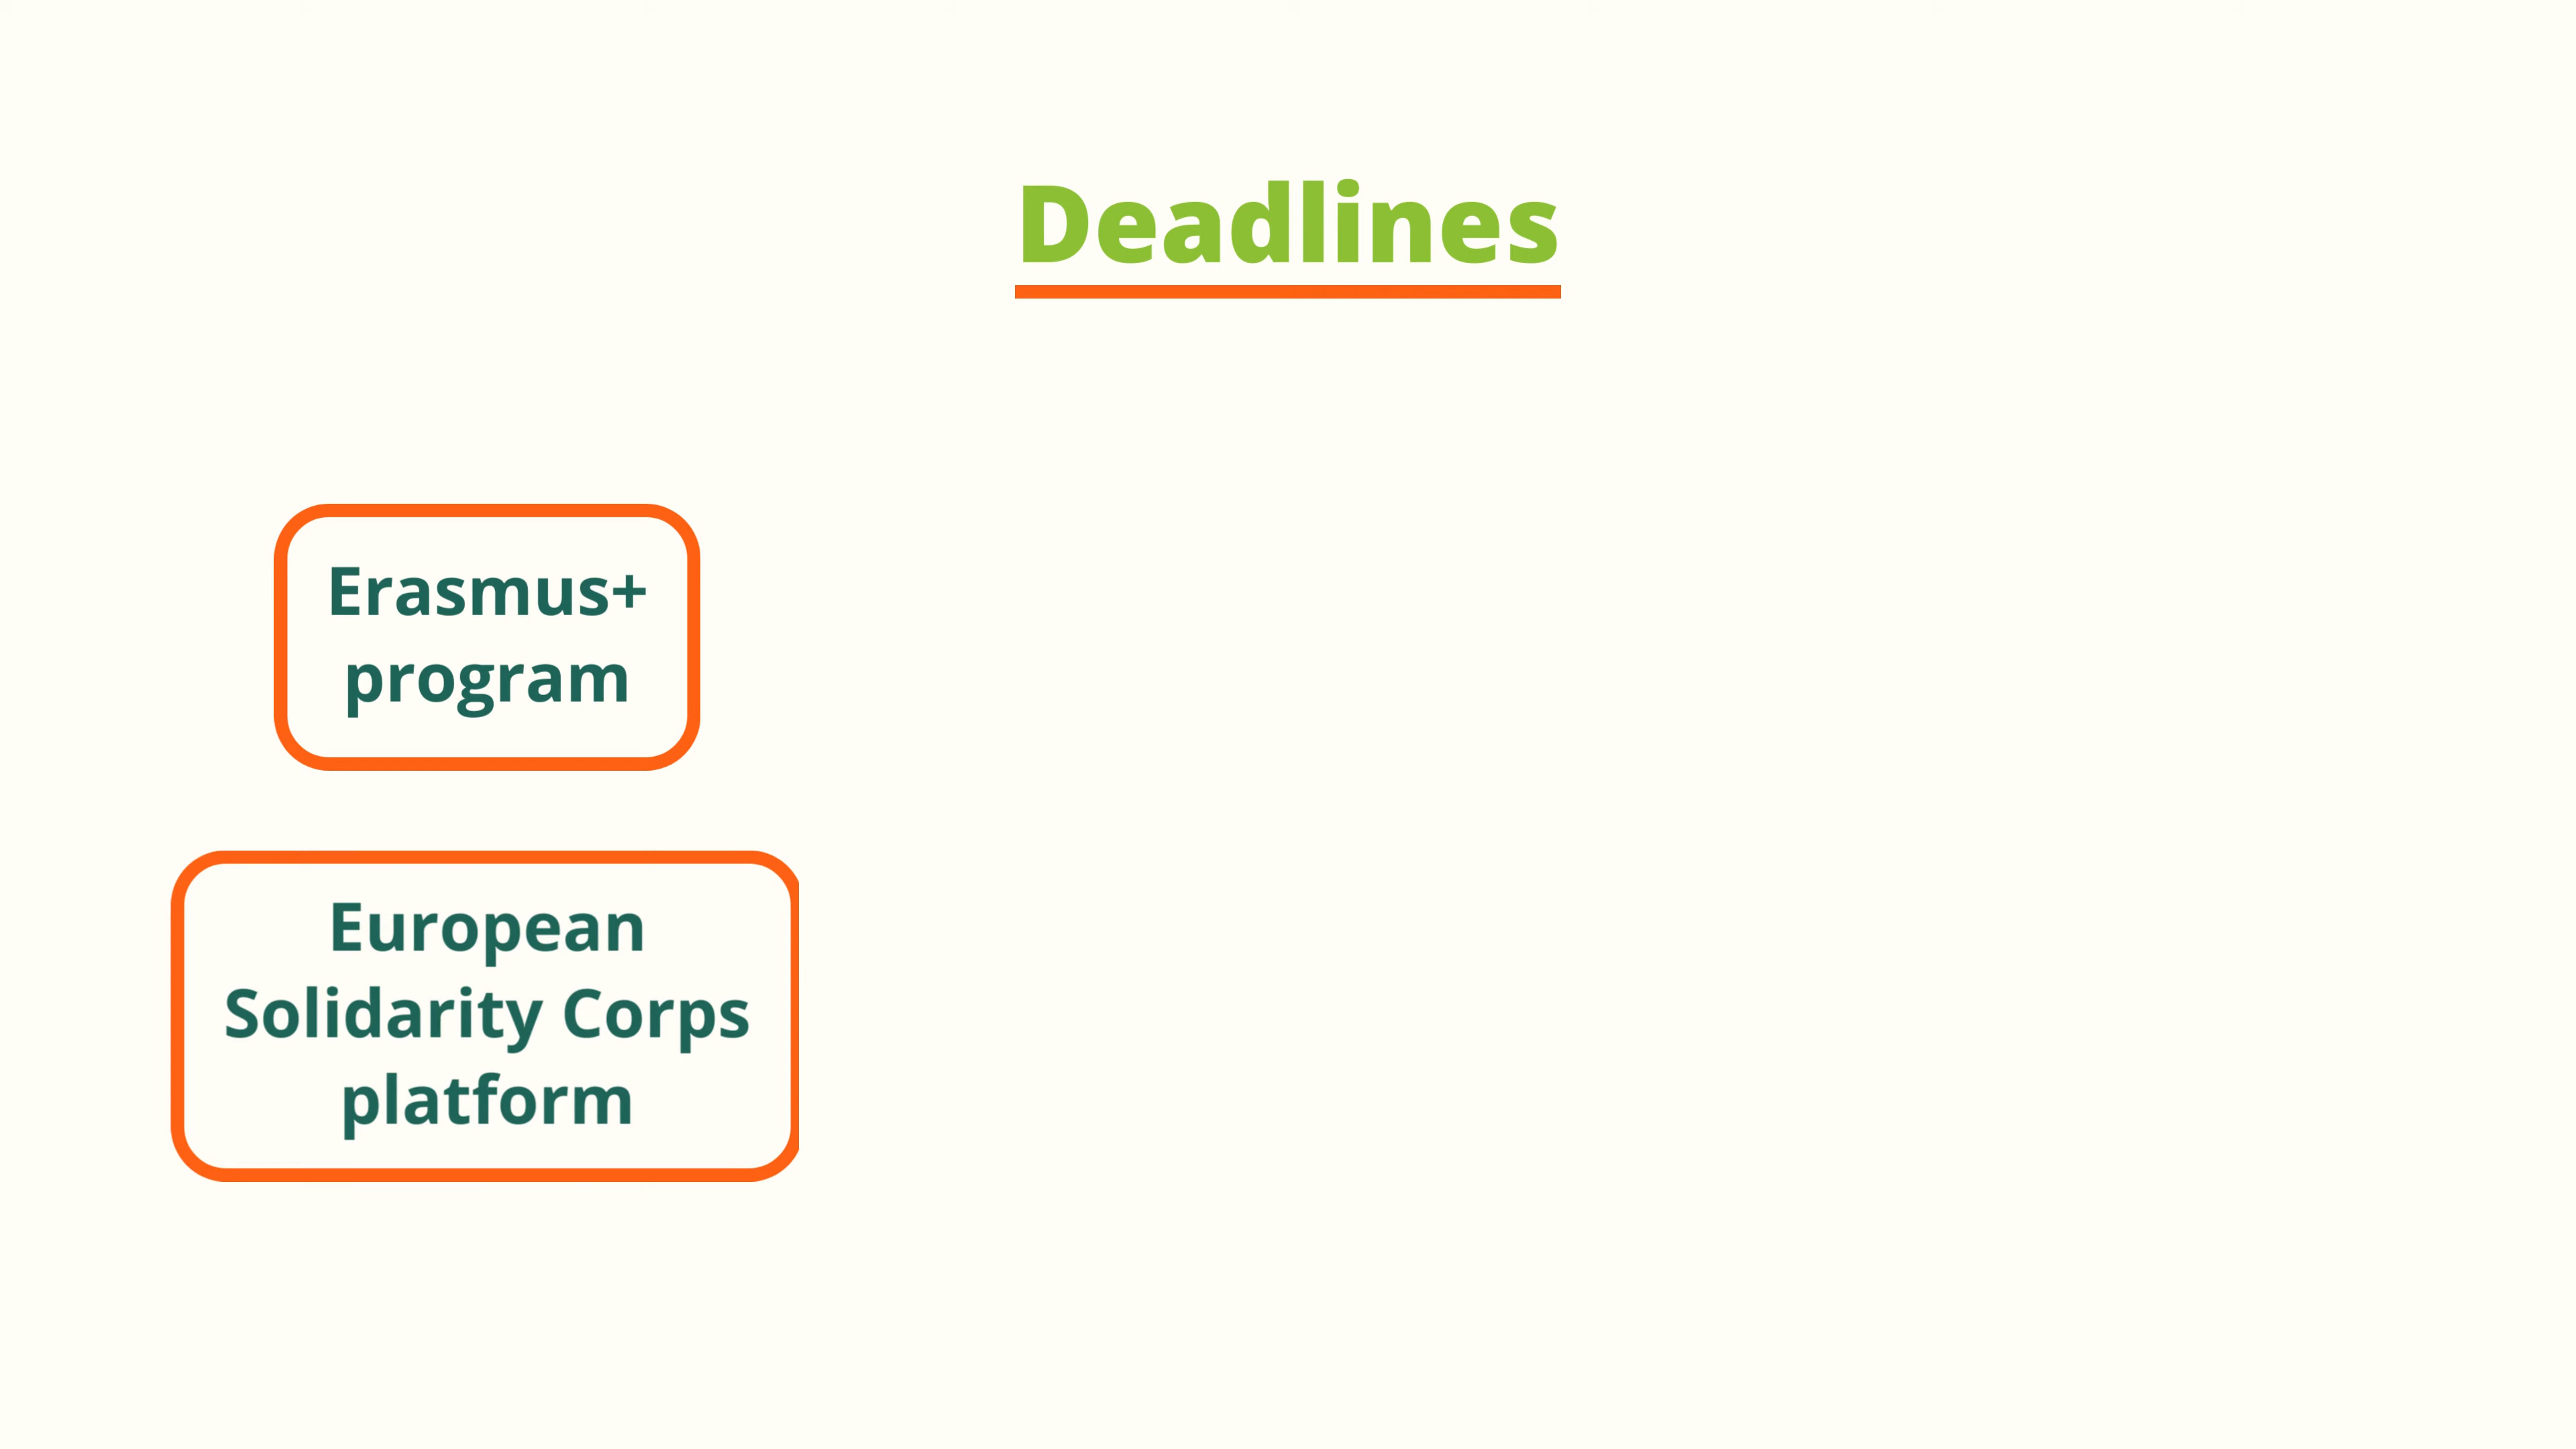 Deadlines
Erasmus+
program
European
Solidarity Corps
platform